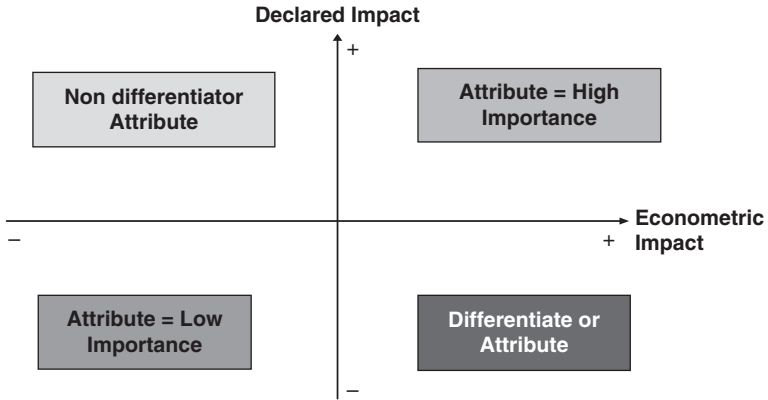 Declared Impact
+
Non differentiator
Attribute
Attribute = High
Importance
Econometric
Impact
–
+
Attribute = Low
Importance
Differentiate or
Attribute
–